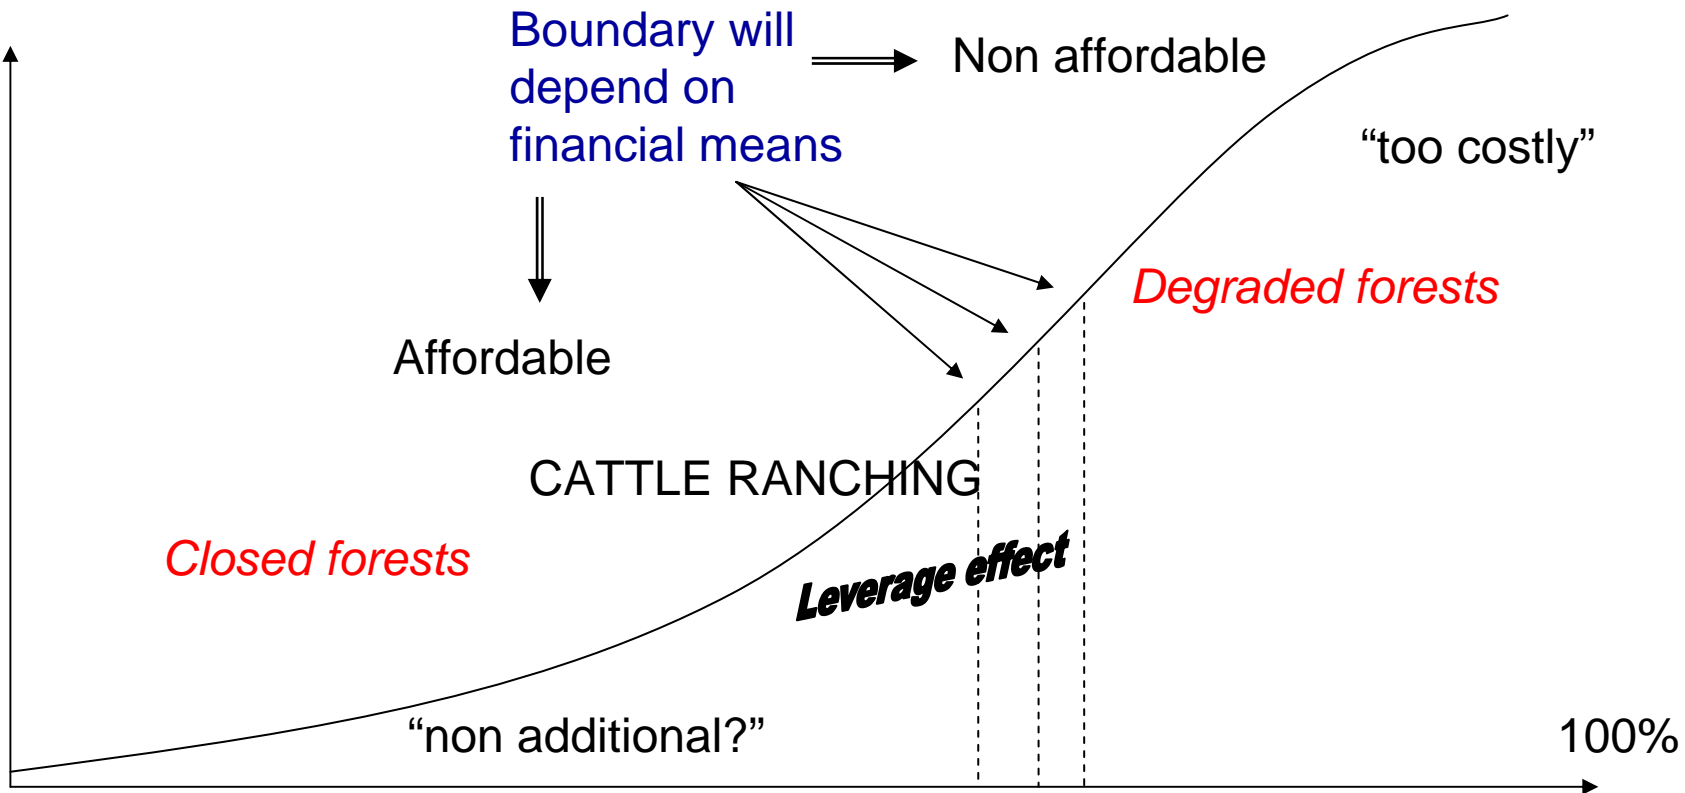 Boundary will
depend on
financial means
Non affordable
“too costly”
Degraded forests
Affordable
CATTLE RANCHING
Closed forests
Leverage effect
“non additional?”
100%